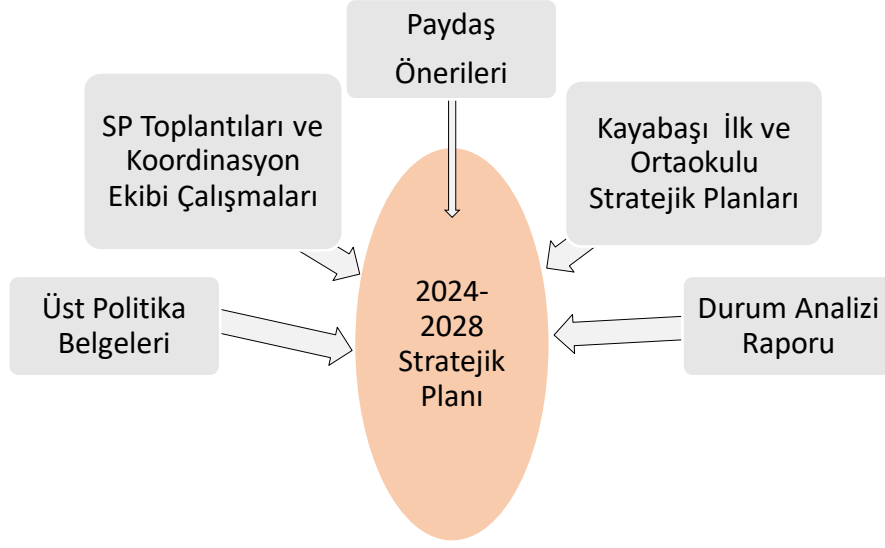 Paydaş
Önerileri
SP Toplantıları ve
Koordinasyon
Ekibi Çalışmaları
Kayabaşı İlk ve
Ortaokulu
Stratejik Planları
Üst Politika
Belgeleri
2024-
2028
Stratejik
Planı
Durum Analizi
Raporu